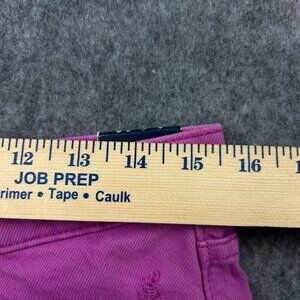 12 13 14 15 16
JOB PREP
rimer • Tape • Caulk